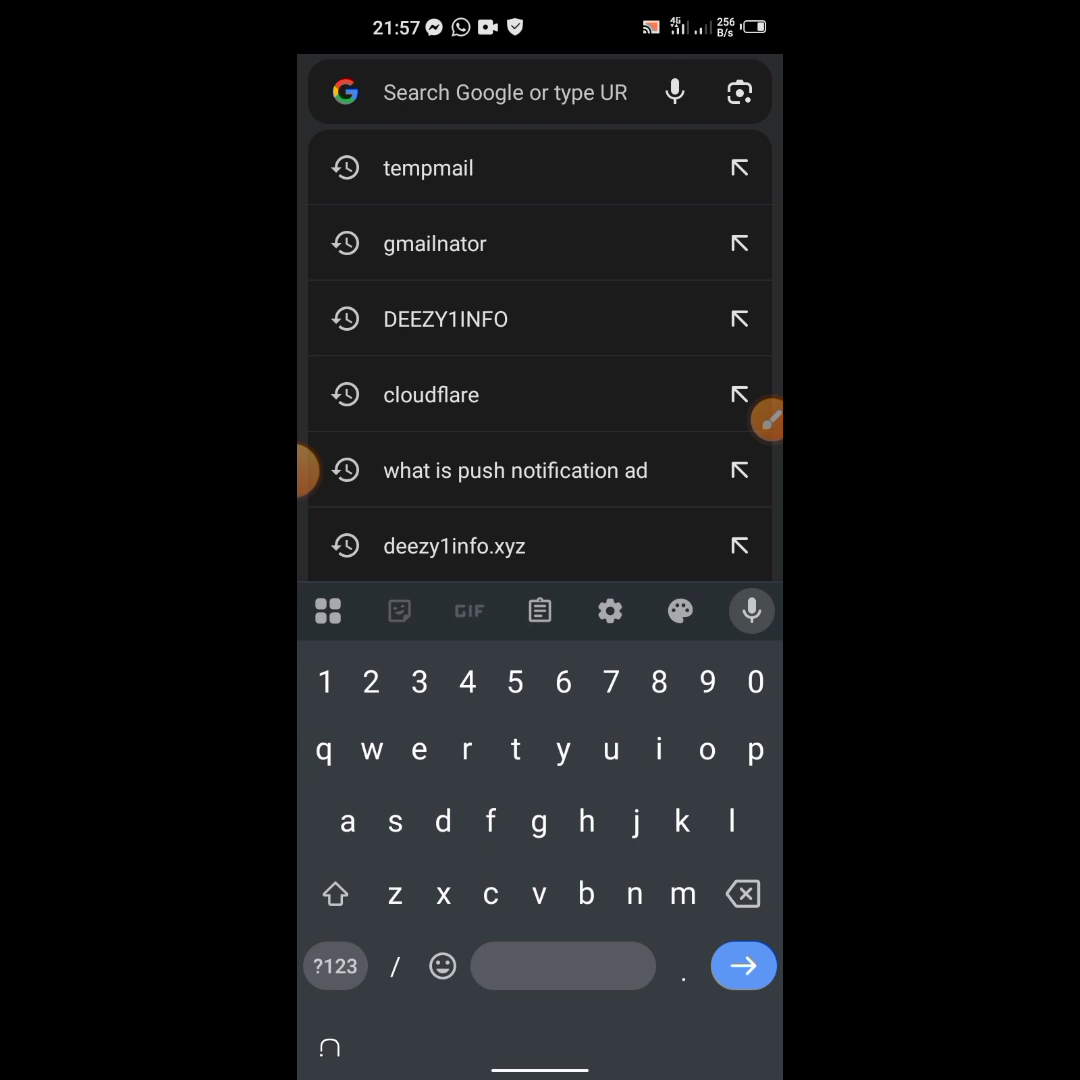 21:57 4G 256 B/s
Search Google or type UR
tempmail
gmailnator
DEEZY1INFO
cloudflare
what is push notification ad
deezy1info.xyz
GIF
1 2 3 4 5 6 7 8 9 0
q w e r t y u i o p
a s d f g h j k l
z x c v b n m
?123 / .